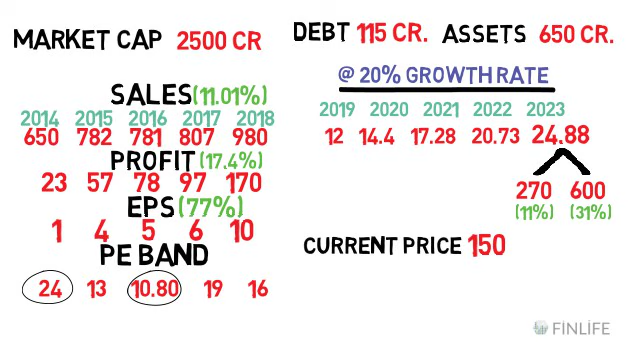 MARKET CAP 2500 CR
DEBT 115 CR. ASSETS 650 CR.
SALES(11.01%)
2014 2015 2016 2017 2018
650 782 781 807 980
PROFIT(17.4%)
23 57 78 97 170
EPS(77%)
1 4 5 6 10
PE BAND
24 13 10.80 19 16
@ 20% GROWTH RATE
2019 2020 2021 2022 2023
12 14.4 17.28 20.73 24.88
270 600
(11%) (31%)
CURRENT PRICE 150
FINLIFE